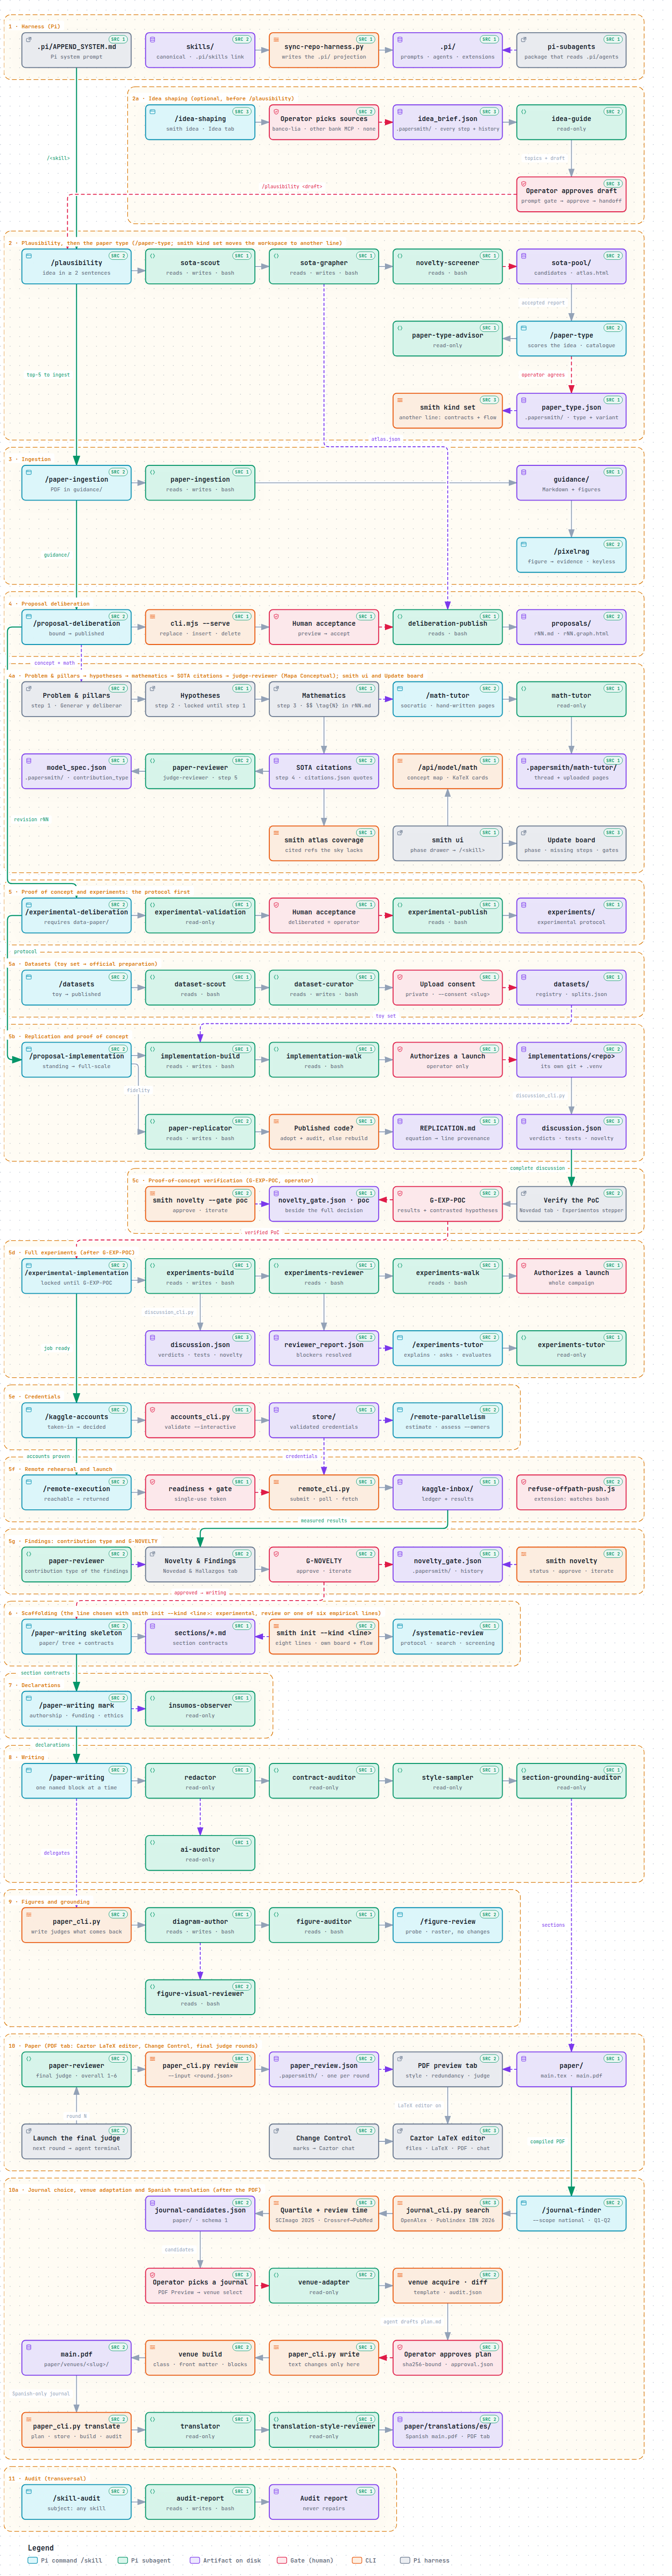 1 · Harness (Pi)
SRC 1
.pi/APPEND_SYSTEM.md
Pi system prompt
SRC 2
skills/
canonical · .pi/skills link
SRC 1
sync-repo-harness.py
writes the .pi/ projection
SRC 1
.pi/
prompts · agents · extensions
SRC 1
pi-subagents
package that reads .pi/agents
/<skill>
2a · Idea shaping (optional, before /plausibility)
/idea-shaping
smith idea · Idea tab
Operator picks sources
banco-lia · other bank MCP · none
idea_brief.json
.papersmith/ · every step + history
idea-guide
read-only
topics + draft
Operator approves draft
prompt gate → approve → handoff
/plausibility <draft>
2 · Plausibility, then the paper type (/paper-type; smith kind set moves the workspace to another line)
/plausibility
idea in a 2 sentences
sota-scout
reads · writes · bash
sota-grapher
reads · writes · bash
novelty-screener
reads · bash
sota-pool/
candidates · atlas.html
accepted report
paper-type-advisor
read-only
/paper-type
scores the idea · catalogue
top-5 to ingest
operator agrees
smith kind set
another line: contracts + flow
paper_type.json
.papersmith/ · type + variant
atlas.json
3 · Ingestion
/paper-ingestion
PDF in guidance/
paper-ingestion
reads · writes · bash
guidance/
Markdown + figures
guidance/
/pixelrag
figure → evidence · keyless
4 · Proposal deliberation
/proposal-deliberation
bound → published
cli.mjs --serve
replace · insert · delete
Human acceptance
preview → accept
deliberation-publish
reads · bash
proposals/
rNN.md · rNN.graph.html
concept + math
4a · Problem & pillars → hypotheses → mathematics → SOTA citations → judge-reviewer (Mapa Conceptual); smith ui and Update board
Problem & pillars
step 1 · Generar y deliberar
Hypotheses
step 2 · locked until step 1
Mathematics
step 3 · $$ \tag{N} in rNN.md
/math-tutor
socratic · hand-written pages
math-tutor
read-only
model_spec.json
.papersmith/ · contribution_type
paper-reviewer
judge-reviewer · step 5
SOTA citations
step 4 · citations.json quotes
/api/model/math
concept map · KaTeX cards
.papersmith/math-tutor/
thread + uploaded pages
revision rNN
smith atlas coverage
cited refs the sky lacks
smith ui
phase drawer → /<skill>
Update board
phase · missing steps · gates
5 · Proof of concept and experiments: the protocol first
/experimental-deliberation
requires data-paper/
experimental-validation
read-only
Human acceptance
deliberated ≠ operator
experimental-publish
reads · bash
experiments/
experimental protocol
protocol
5a · Datasets (toy set → official preparation)
/datasets
toy → published
dataset-scout
reads · bash
dataset-curator
reads · writes · bash
Upload consent
private · --consent <slug>
datasets/
registry · splits.json
toy set
5b · Replication and proof of concept
/proposal-implementation
standing → full-scale
implementation-build
reads · writes · bash
implementation-walk
reads · bash
Authorizes a launch
operator only
implementations/<repo>
its own git + .venv
fidelity
discussion_cli.py
paper-replicator
reads · writes · bash
Published code?
adopt + audit, else rebuild
REPLICATION.md
equation → line provenance
discussion.json
verdicts · tests · novelty
complete discussion
5c · Proof-of-concept verification (G-EXP-POC, operator)
smith novelty --gate poc
approve · iterate
novelty_gate.json · poc
beside the full decision
G-EXP-POC
results + contrasted hypotheses
Verify the PoC
Novedad tab · Experimentos stepper
verified PoC
5d · Full experiments (after G-EXP-POC)
/experimental-implementation
locked until G-EXP-POC
experiments-build
reads · writes · bash
experiments-reviewer
reads · writes · bash
experiments-walk
reads · bash
Authorizes a launch
whole campaign
discussion_cli.py
job ready
discussion.json
verdicts · tests · novelty
reviewer_report.json
blockers resolved
/experiments-tutor
explains · asks · evaluates
experiments-tutor
read-only
5e · Credentials
/kaggle-accounts
taken-in → decided
accounts_cli.py
validate --interactive
store/
validated credentials
/remote-parallelism
estimate · assess --owners
accounts proven
credentials
5f · Remote rehearsal and launch
/remote-execution
reachable → returned
readiness + gate
single-use token
remote_cli.py
submit · poll · fetch
kaggle-inbox/
ledger + results
refuse-offpath-push.js
extension: watches bash
measured results
5g · Findings: contribution type and G-NOVELTY
paper-reviewer
contribution type of the findings
Novelty & Findings
Novedad & Hallazgos tab
G-NOVELTY
approve · iterate
novelty_gate.json
.papersmith/ · history
smith novelty
status · approve · iterate
approved → writing
6 · Scaffolding (the line chosen with smith init --kind <line>: experimental, review or one of six empirical lines)
/paper-writing skeleton
paper/ tree + contracts
sections/*.md
section contracts
smith init --kind <line>
eight lines · own board + flow
/systematic-review
protocol · search · screening
section contracts
7 · Declarations
/paper-writing mark
authorship · funding · ethics
insumos-observer
read-only
declarations
8 · Writing
/paper-writing
one named block at a time
redactor
read-only
contract-auditor
read-only
style-sampler
read-only
section-grounding-auditor
read-only
delegates
ai-auditor
read-only
9 · Figures and grounding
paper_cli.py
write judges what comes back
diagram-author
reads · writes · bash
figure-auditor
reads · bash
/figure-review
probe · raster, no changes
sections
figure-visual-reviewer
reads · bash
10 · Paper (PDF tab: Caztor LaTeX editor, Change Control, final judge rounds)
paper-reviewer
final judge · overall 1-6
paper_cli.py review
--input <round.json>
paper_review.json
.papersmith/ · one per round
PDF preview tab
style · redundancy · judge
paper/
main.tex · main.pdf
round N
LaTeX editor on
Launch the final judge
next round → agent terminal
Change Control
marks → Caztor chat
Caztor LaTeX editor
files · LaTeX · PDF · chat
compiled PDF
10a · Journal choice, venue adaptation and Spanish translation (after the PDF)
journal-candidates.json
paper/ · schema 1
Quartile + review time
SCImago 2025 · Crossref→PubMed
journal_cli.py search
OpenAlex · Publindex IBN 2026
/journal-finder
--scope national · Q1-Q2
candidates
Operator picks a journal
PDF Preview → venue select
venue-adapter
read-only
venue acquire · diff
template · audit.json
agent drafts plan.md
main.pdf
paper/venues/<slug>/
venue build
class · front matter · blocks
paper_cli.py write
text changes only here
Operator approves plan
sha256-bound · approval.json
Spanish-only journal
paper_cli.py translate
plan · store · build · audit
translator
read-only
translation-style-reviewer
read-only
paper/translations/es/
Spanish main.pdf · PDF tab
11 · Audit (transversal)
/skill-audit
subject: any skill
audit-report
reads · writes · bash
Audit report
never repairs
Legend
Pi command /skill
Pi subagent
Artifact on disk
Gate (human)
CLI
Pi harness